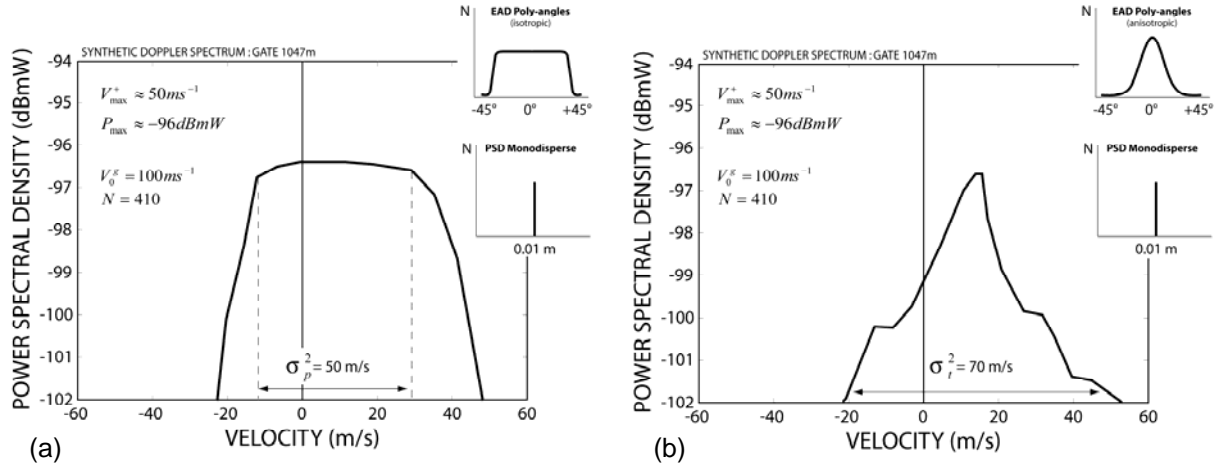 EAD Poly-angles
(isotropic)
N
-45° 0° +45°
SYNTHETIC DOPPLER SPECTRUM : GATE 1047m
-94
-95
-96
-97
-98
-99
-100
-101
-102
POWER SPECTRAL DENSITY (dBmW)
V⁺max ≈ 50ms⁻¹
Pmax ≈ −96dBmW
V₀ᵍ = 100ms⁻¹
N = 410
PSD Monodisperse
N
0.01 m
σₚ² = 50 m/s
-60 -40 -20 0 20 40 60
VELOCITY (m/s)
(a)
EAD Poly-angles
(anisotropic)
N
-45° 0° +45°
SYNTHETIC DOPPLER SPECTRUM : GATE 1047m
-94
-95
-96
-97
-98
-99
-100
-101
-102
POWER SPECTRAL DENSITY (dBmW)
V⁺max ≈ 50ms⁻¹
Pmax ≈ −96dBmW
V₀ᵍ = 100ms⁻¹
N = 410
PSD Monodisperse
N
0.01 m
σₜ² = 70 m/s
-60 -40 -20 0 20 40 60
VELOCITY (m/s)
(b)